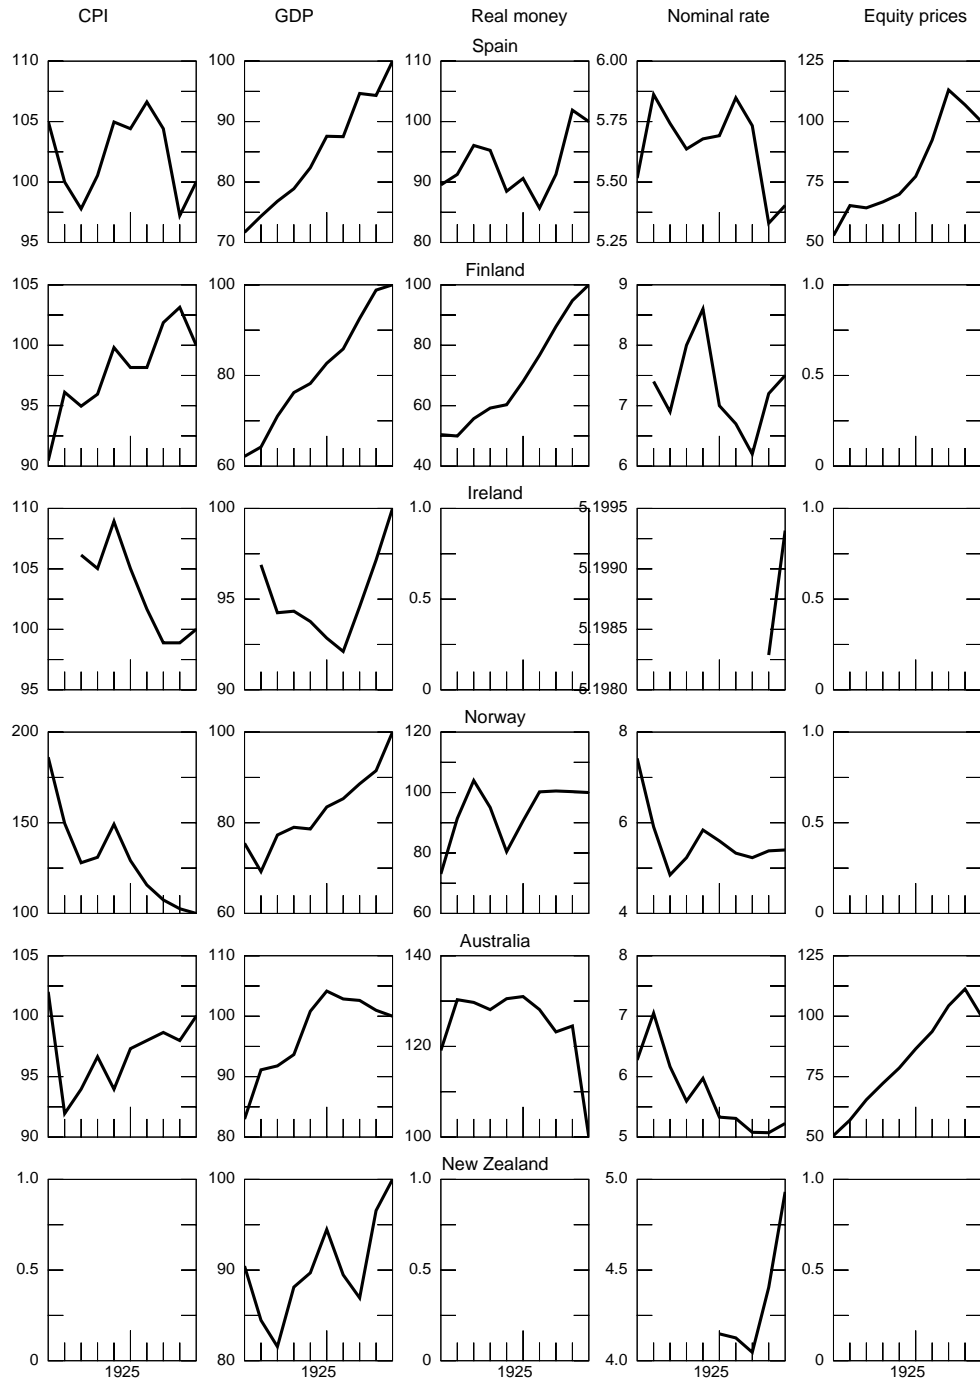 CPI GDP Real money Nominal rate Equity prices
Spain
110 100 110 6.00 125
105 90 100 5.75 100
100 80 90 5.50 75
95 70 80 5.25 50
Finland
105 100 100 9 1.0
100 80 80 8 0.5
95 60 7
90 60 40 6 0
Ireland
110 100 1.0 5.1995 1.0
105 95 0.5 5.1990 0.5
100 5.1985
95 90 0 5.1980 0
Norway
200 100 120 8 1.0
150 80 100 6 0.5
80
100 60 60 4 0
Australia
105 110 140 8 125
100 100 120 7 100
95 90 6 75
90 80 100 5 50
New Zealand
1.0 100 1.0 5.0 1.0
0.5 90 0.5 4.5 0.5
0 80 0 4.0 0
1925 1925 1925 1925 1925